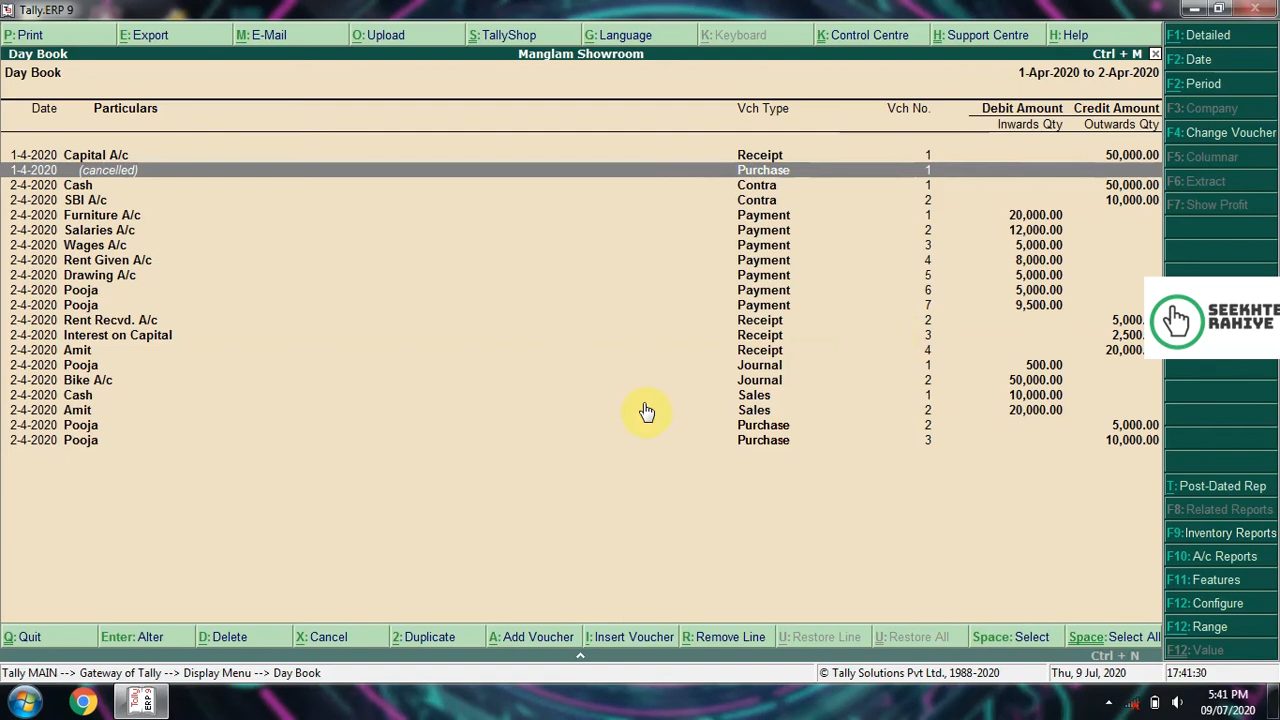 Tally.ERP 9
P: Print E: Export M: E-Mail O: Upload S: TallyShop G: Language K: Keyboard K: Control Centre H: Support Centre H: Help
Day Book Manglam Showroom Ctrl + M
Day Book 1-Apr-2020 to 2-Apr-2020
Date Particulars Vch Type Vch No. Debit Amount Credit Amount
Inwards Qty Outwards Qty
1-4-2020 Capital A/c Receipt 1 50,000.00
1-4-2020 (cancelled) Purchase 1
2-4-2020 Cash Contra 1 50,000.00
2-4-2020 SBI A/c Contra 2 10,000.00
2-4-2020 Furniture A/c Payment 1 20,000.00
2-4-2020 Salaries A/c Payment 2 12,000.00
2-4-2020 Wages A/c Payment 3 5,000.00
2-4-2020 Rent Given A/c Payment 4 8,000.00
2-4-2020 Drawing A/c Payment 5 5,000.00
2-4-2020 Pooja Payment 6 5,000.00
2-4-2020 Pooja Payment 7 9,500.00
2-4-2020 Rent Recvd. A/c Receipt 2 5,000.
2-4-2020 Interest on Capital Receipt 3 2,500.
2-4-2020 Amit Receipt 4 20,000.
2-4-2020 Pooja Journal 1 500.00
2-4-2020 Bike A/c Journal 2 50,000.00
2-4-2020 Cash Sales 1 10,000.00
2-4-2020 Amit Sales 2 20,000.00
2-4-2020 Pooja Purchase 2 5,000.00
2-4-2020 Pooja Purchase 3 10,000.00
F1: Detailed
F2: Date
F2: Period
F3: Company
F4: Change Voucher
F5: Columnar
F6: Extract
F7: Show Profit
SEEKHTE
RAHIYE
T: Post-Dated Rep
F8: Related Reports
F9: Inventory Reports
F10: A/c Reports
F11: Features
F12: Configure
F12: Range
F12: Value
Q: Quit Enter: Alter D: Delete X: Cancel 2: Duplicate A: Add Voucher I: Insert Voucher R: Remove Line U: Restore Line U: Restore All Space: Select Space: Select All
Ctrl + N
Tally MAIN --> Gateway of Tally --> Display Menu --> Day Book © Tally Solutions Pvt Ltd., 1988-2020 Thu, 9 Jul, 2020 17:41:30
Tally ERP 9
5:41 PM
09/07/2020